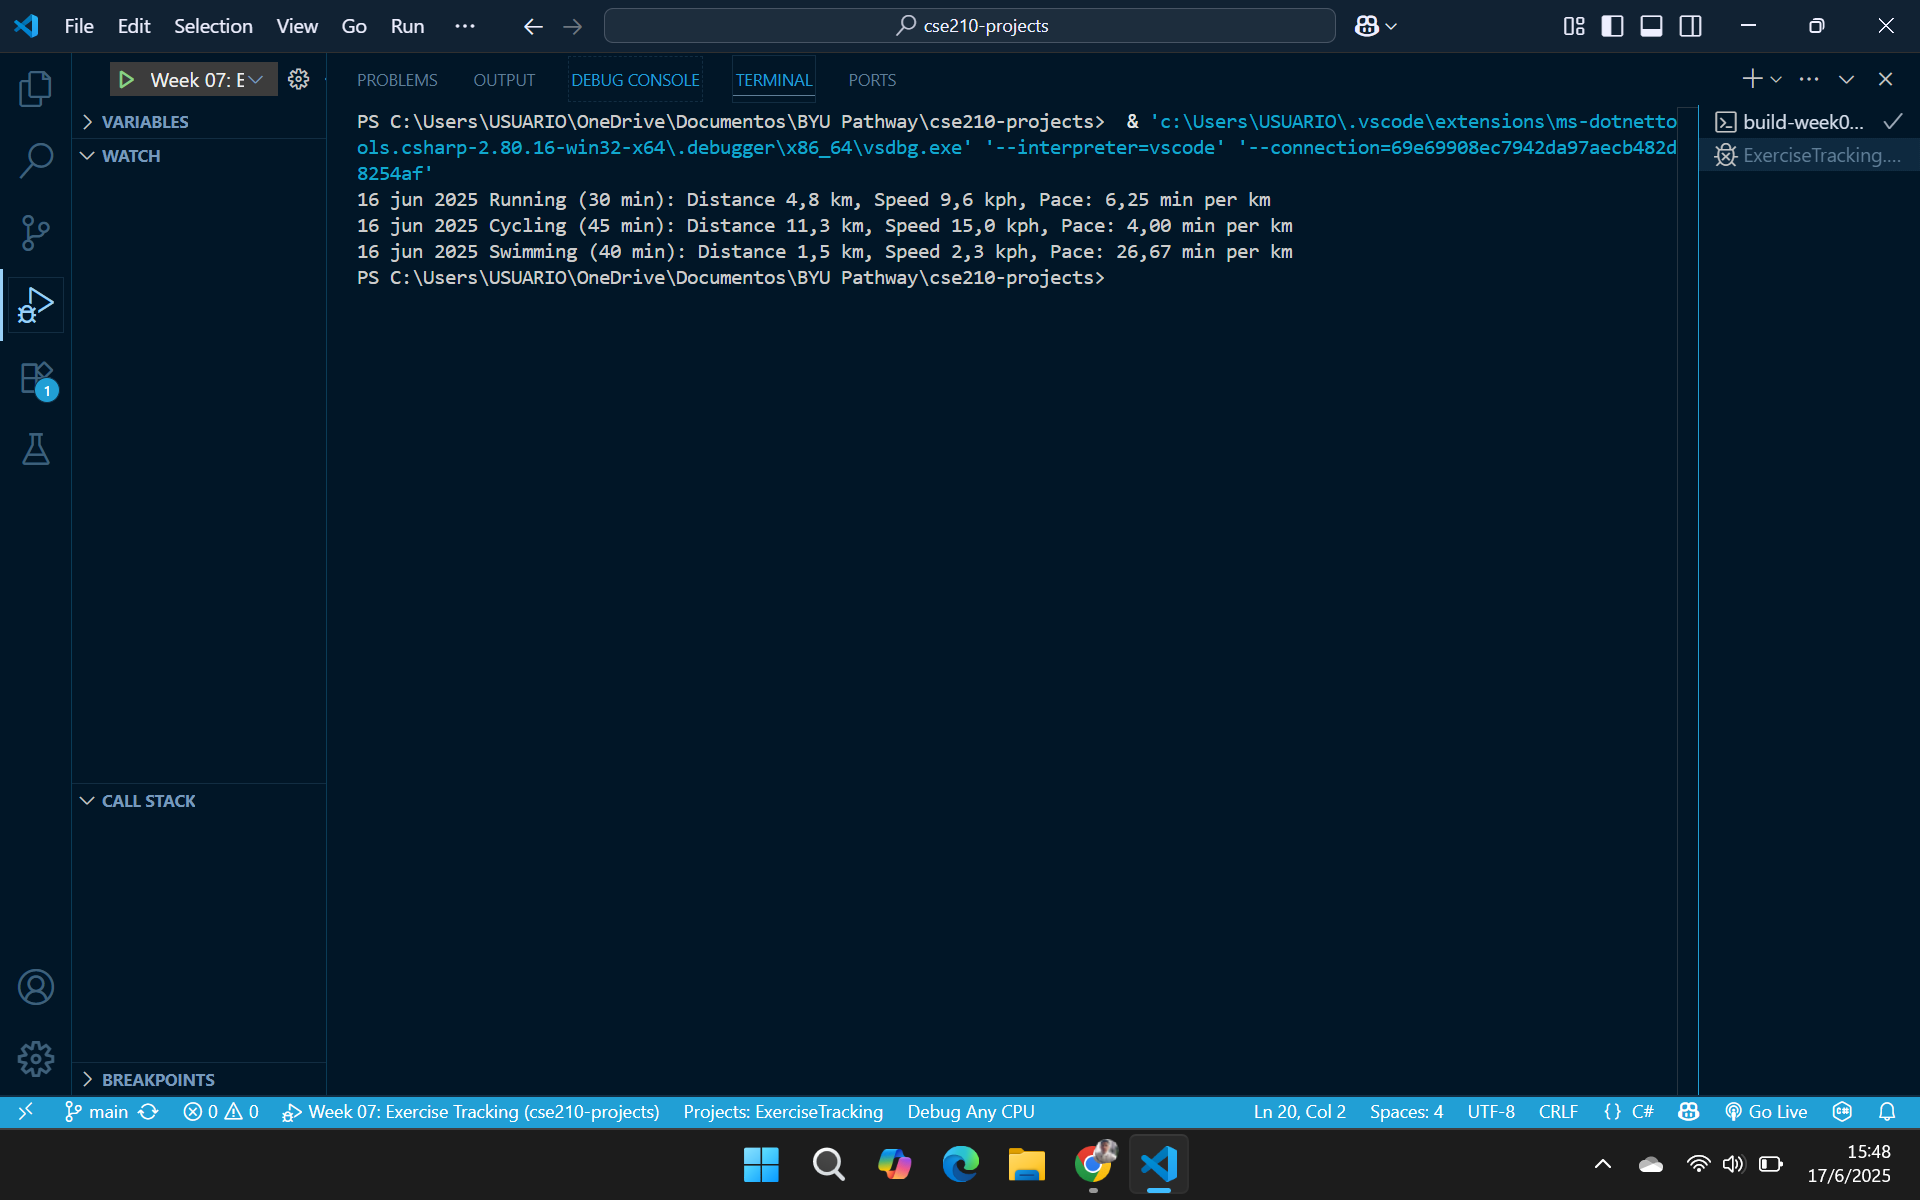 File Edit Selection View Go Run ··· cse210-projects
Week 07: E
PROBLEMS OUTPUT DEBUG CONSOLE TERMINAL PORTS
VARIABLES
WATCH
PS C:\Users\USUARIO\OneDrive\Documentos\BYU Pathway\cse210-projects>  & 'c:\Users\USUARIO\.vscode\extensions\ms-dotnetto
ols.csharp-2.80.16-win32-x64\.debugger\x86_64\vsdbg.exe' '--interpreter=vscode' '--connection=69e69908ec7942da97aecb482d
8254af'
16 jun 2025 Running (30 min): Distance 4,8 km, Speed 9,6 kph, Pace: 6,25 min per km
16 jun 2025 Cycling (45 min): Distance 11,3 km, Speed 15,0 kph, Pace: 4,00 min per km
16 jun 2025 Swimming (40 min): Distance 1,5 km, Speed 2,3 kph, Pace: 26,67 min per km
PS C:\Users\USUARIO\OneDrive\Documentos\BYU Pathway\cse210-projects>
build-week0...
ExerciseTracking....
1
CALL STACK
BREAKPOINTS
main 0 0 Week 07: Exercise Tracking (cse210-projects) Projects: ExerciseTracking Debug Any CPU Ln 20, Col 2 Spaces: 4 UTF-8 CRLF {} C# Go Live
15:48
17/6/2025